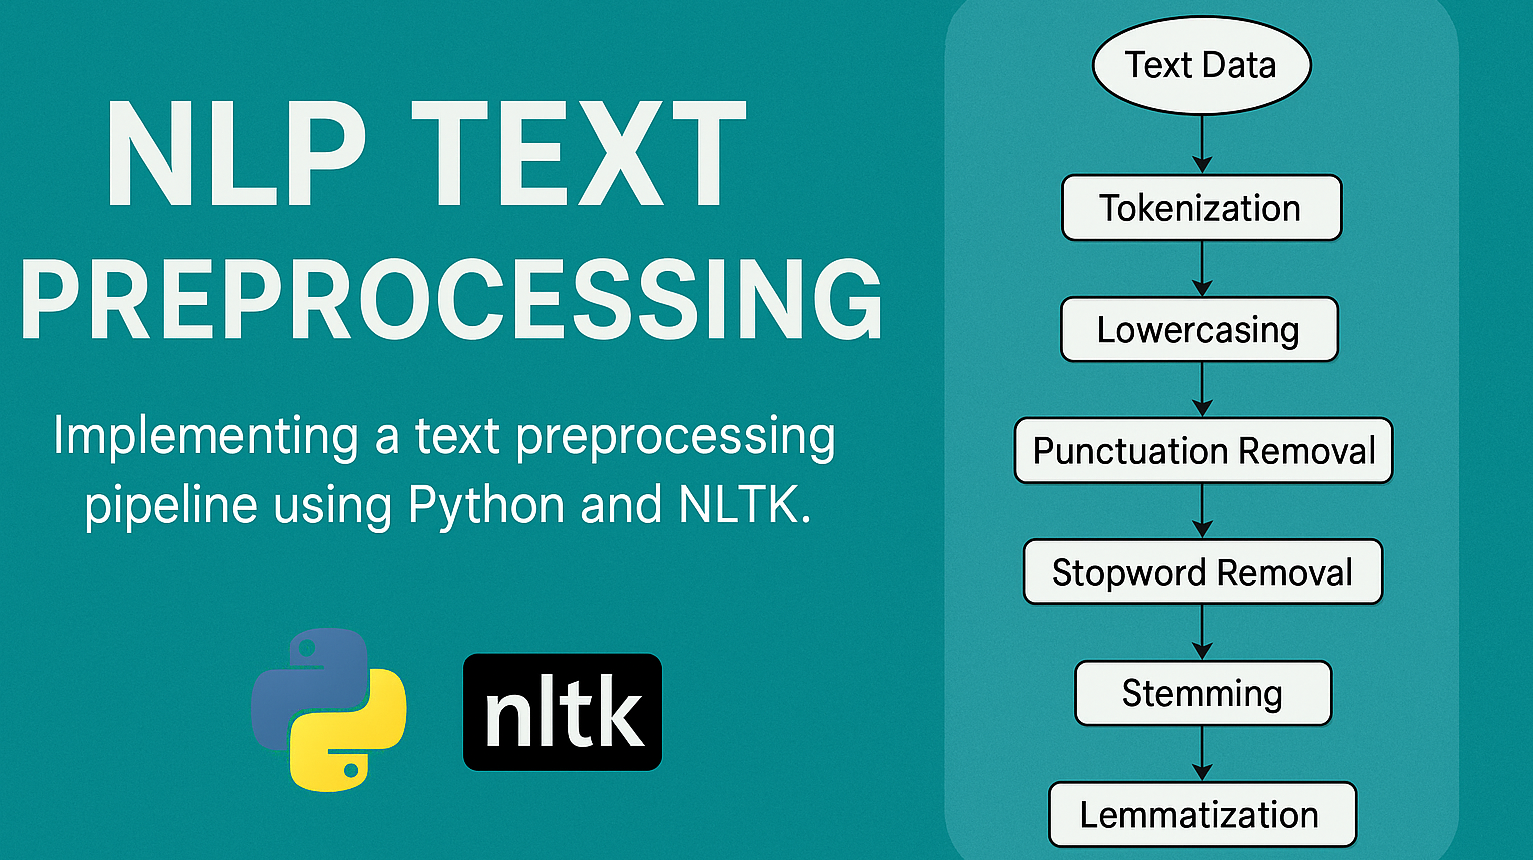 NLP TEXT
PREPROCESSING
Implementing a text preprocessing
pipeline using Python and NLTK.
nltk
Text Data
Tokenization
Lowercasing
Punctuation Removal
Stopword Removal
Stemming
Lemmatization